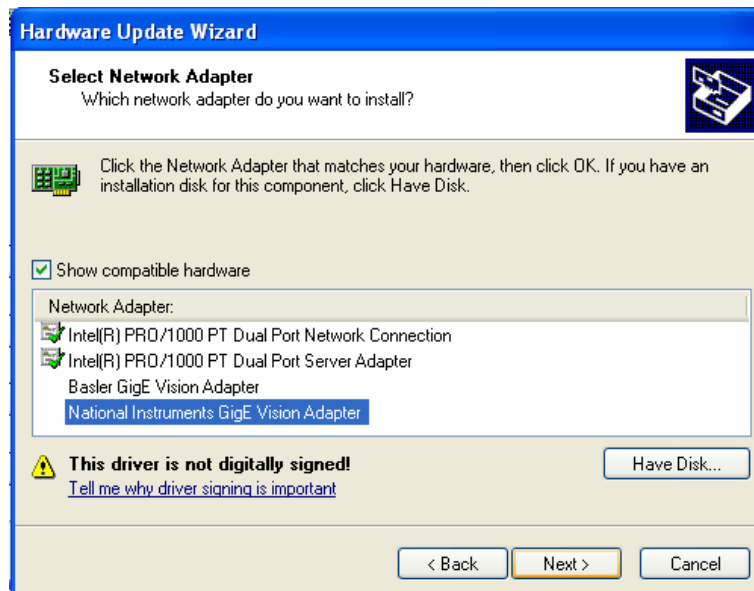 Hardware Update Wizard
Select Network Adapter
Which network adapter do you want to install?
Click the Network Adapter that matches your hardware, then click OK. If you have an
installation disk for this component, click Have Disk.
Show compatible hardware
Network Adapter:
Intel(R) PRO/1000 PT Dual Port Network Connection
Intel(R) PRO/1000 PT Dual Port Server Adapter
Basler GigE Vision Adapter
National Instruments GigE Vision Adapter
This driver is not digitally signed!
Have Disk...
Tell me why driver signing is important
< Back
Next >
Cancel